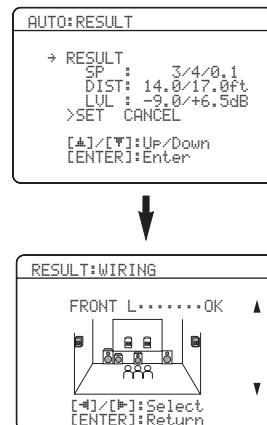 AUTO:RESULT
→ RESULT
SP : 3/4/0.1
DIST: 14.0/17.0ft
LVL : -9.0/+6.5dB
>SET CANCEL
[▲]/[▼]:Up/Down
[ENTER]:Enter
RESULT:WIRING
FRONT L·······OK
[◄]/[►]:Select
[ENTER]:Return